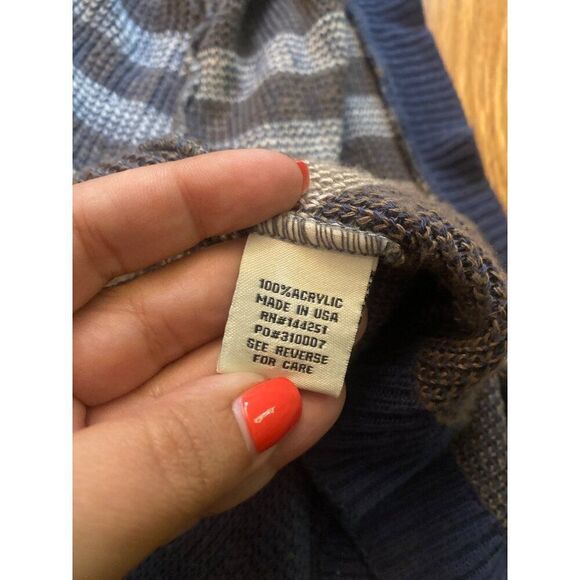 100%ACRYLIC
MADE IN USA
RN#144251
PO#310007
SEE REVERSE
FOR CARE